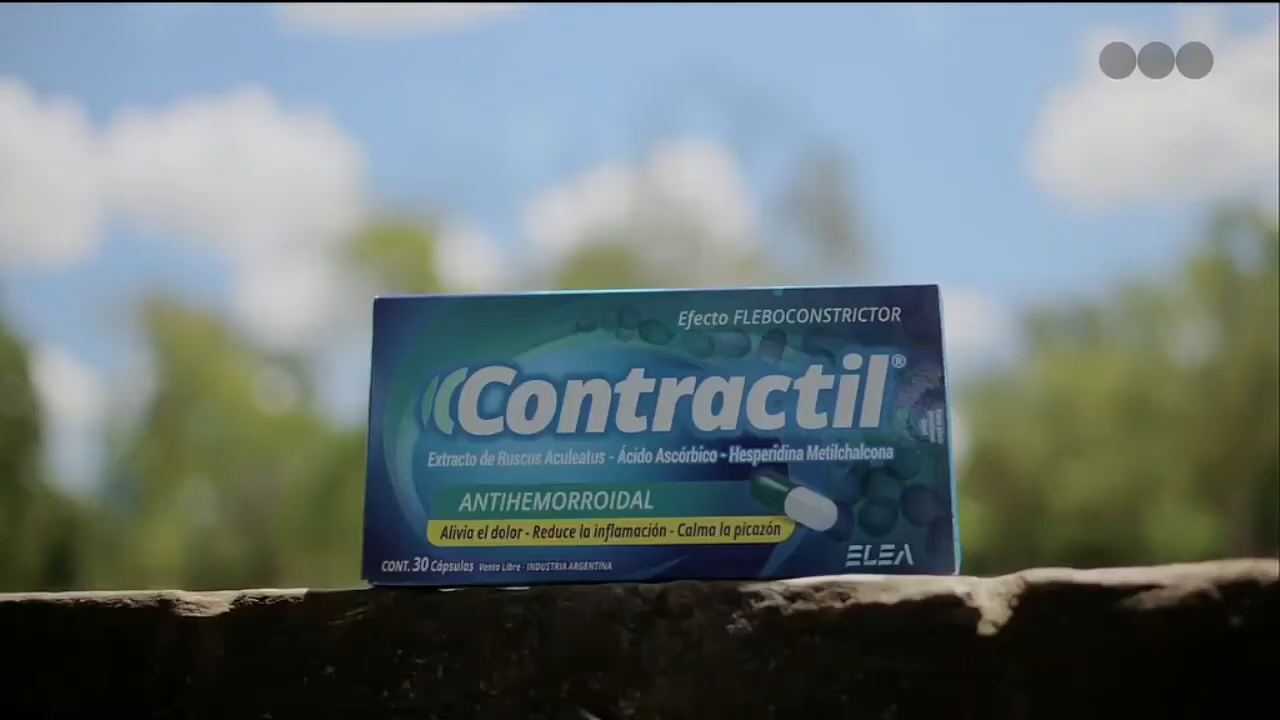 Efecto FLEBOCONSTRICTOR
Contractil®
Extracto de Ruscus Aculeatus - Ácido Ascórbico - Hesperidina Metilchalcona
ANTIHEMORROIDAL
Alivia el dolor - Reduce la inflamación - Calma la picazón
CONT. 30 Cápsulas Venta Libre - INDUSTRIA ARGENTINA
ELEA